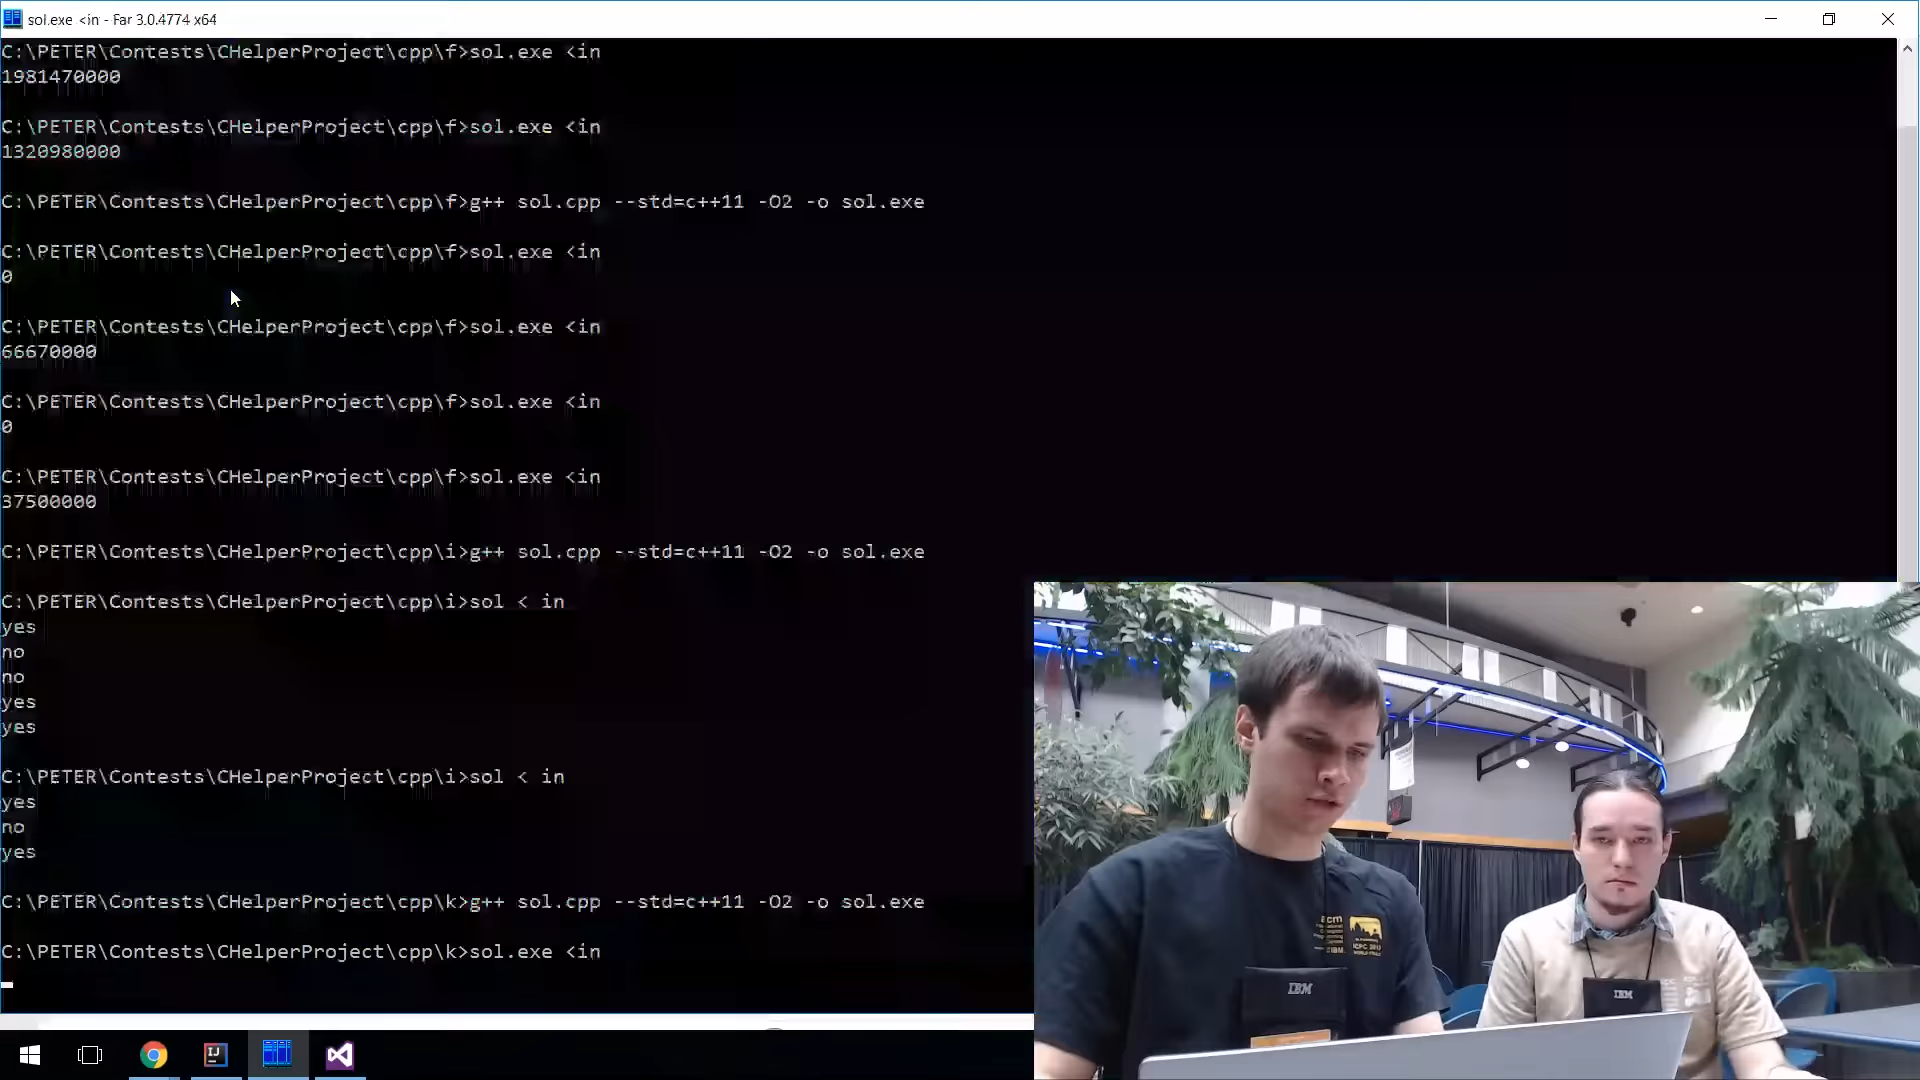 sol.exe <in - Far 3.0.4774 x64
C:\PETER\Contests\CHelperProject\cpp\f>sol.exe <in
1981470000
C:\PETER\Contests\CHelperProject\cpp\f>sol.exe <in
1320980000
C:\PETER\Contests\CHelperProject\cpp\f>g++ sol.cpp --std=c++11 -O2 -o sol.exe
C:\PETER\Contests\CHelperProject\cpp\f>sol.exe <in
0
C:\PETER\Contests\CHelperProject\cpp\f>sol.exe <in
66670000
C:\PETER\Contests\CHelperProject\cpp\f>sol.exe <in
0
C:\PETER\Contests\CHelperProject\cpp\f>sol.exe <in
37500000
C:\PETER\Contests\CHelperProject\cpp\i>g++ sol.cpp --std=c++11 -O2 -o sol.exe
C:\PETER\Contests\CHelperProject\cpp\i>sol < in
yes
no
no
yes
yes
C:\PETER\Contests\CHelperProject\cpp\i>sol < in
yes
no
yes
C:\PETER\Contests\CHelperProject\cpp\k>g++ sol.cpp --std=c++11 -O2 -o sol.exe
C:\PETER\Contests\CHelperProject\cpp\k>sol.exe <in
acm
IBM
IBM
IJ